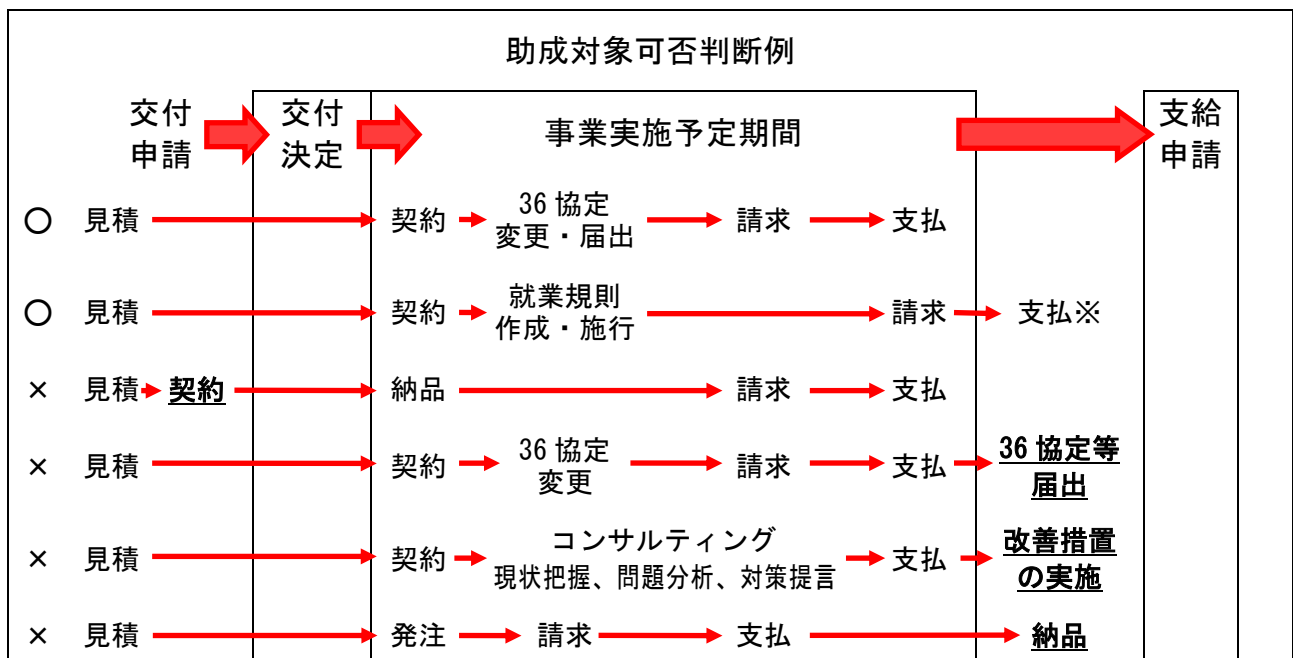 助成対象可否判断例
交付
申請
交付
決定
事業実施予定期間
支給
申請
○ 見積 契約 36協定
変更・届出 請求 支払
○ 見積 契約 就業規則
作成・施行 請求 支払※
× 見積 契約 納品 請求 支払
× 見積 契約 36協定
変更 請求 支払 36協定等
届出
× 見積 契約 コンサルティング
現状把握、問題分析、対策提言 支払 改善措置
の実施
× 見積 発注 請求 支払 納品